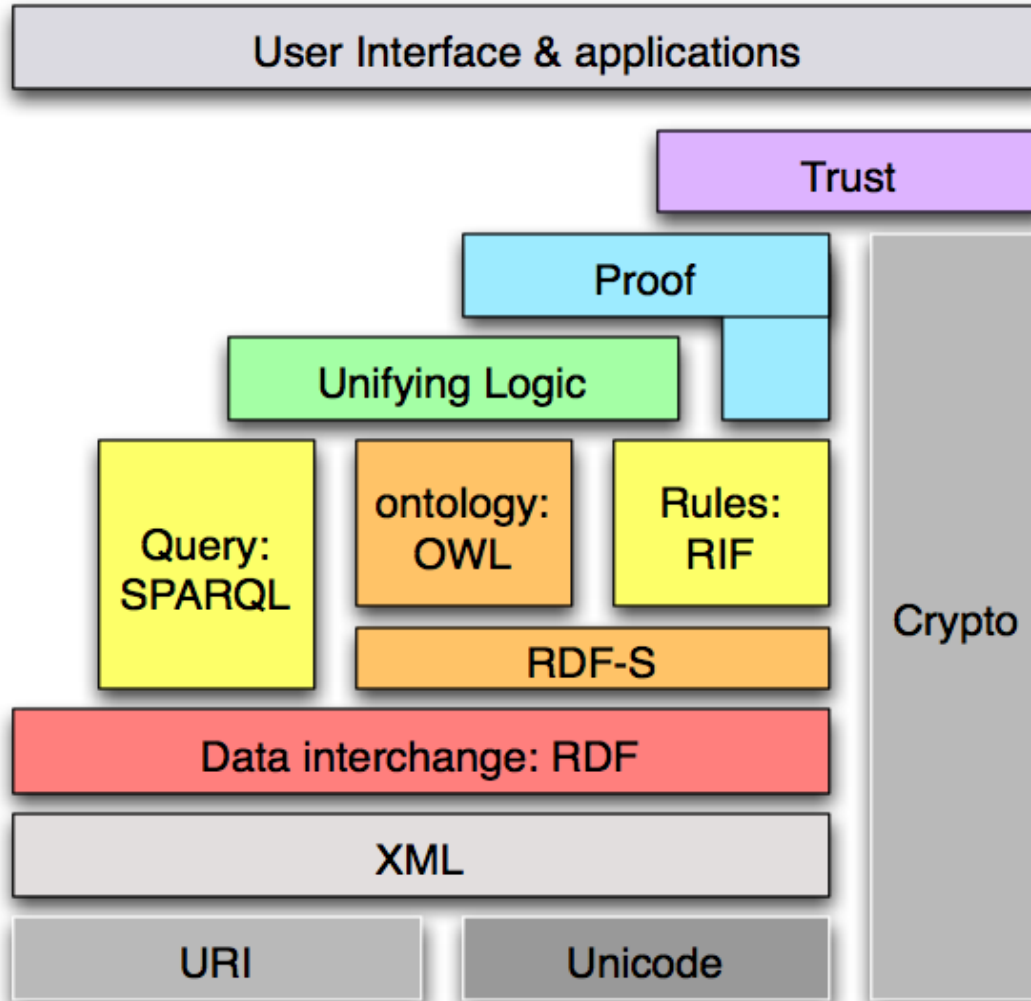 User Interface & applications
Trust
Proof
Unifying Logic
Query:
SPARQL
ontology:
OWL
Rules:
RIF
Crypto
RDF-S
Data interchange: RDF
XML
URI
Unicode